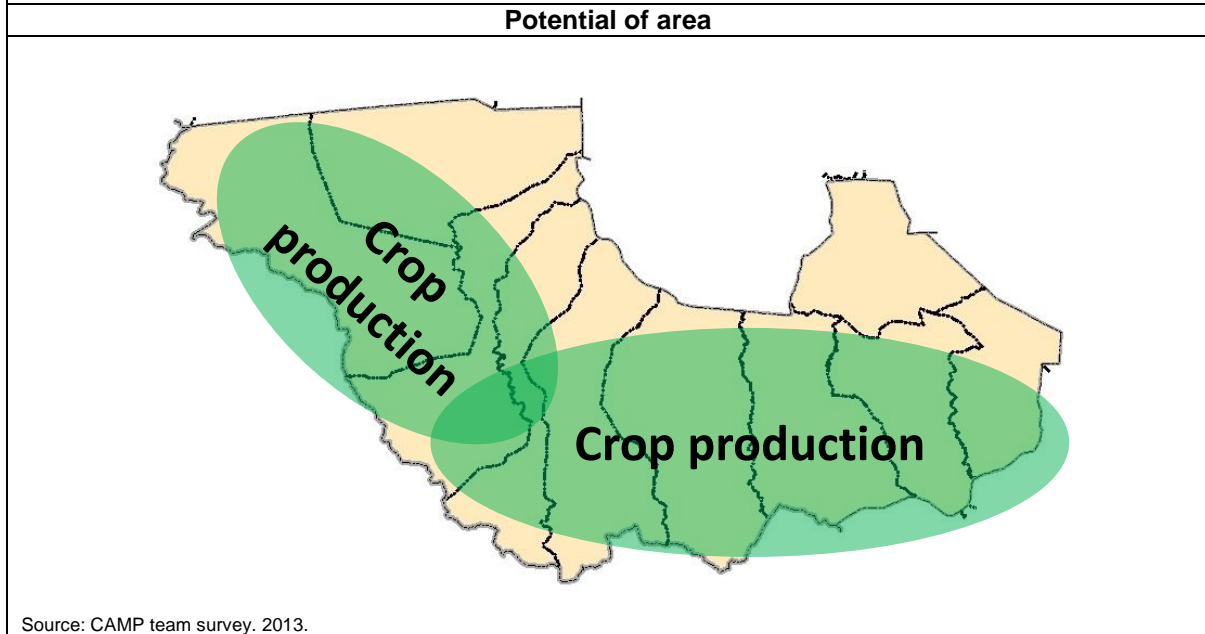 Potential of area
Crop
production
Crop production
Source: CAMP team survey. 2013.